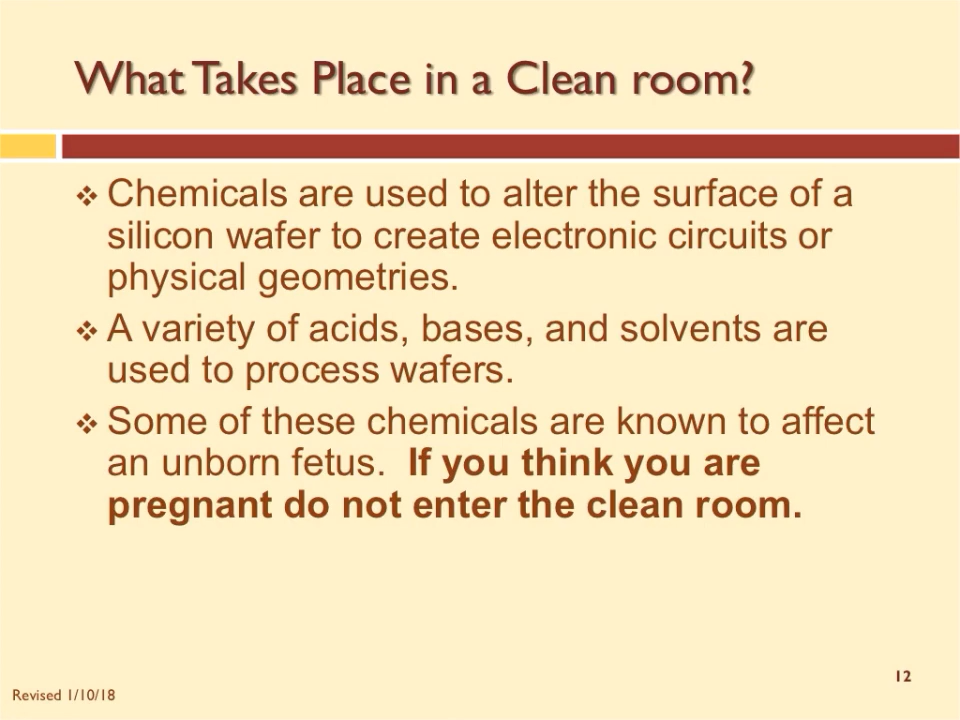 What Takes Place in a Clean room?
❖ Chemicals are used to alter the surface of a
silicon wafer to create electronic circuits or
physical geometries.
❖ A variety of acids, bases, and solvents are
used to process wafers.
❖ Some of these chemicals are known to affect
an unborn fetus.  If you think you are
pregnant do not enter the clean room.
12
Revised 1/10/18